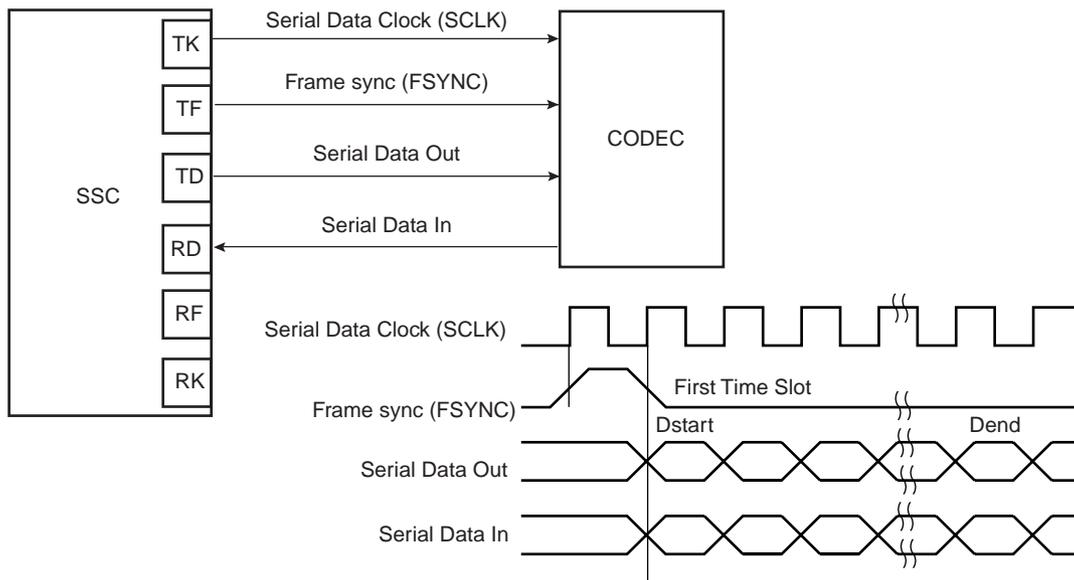 Serial Data Clock (SCLK)
TK
Frame sync (FSYNC)
TF
CODEC
Serial Data Out
TD
SSC
Serial Data In
RD
RF
Serial Data Clock (SCLK)
RK
First Time Slot
Frame sync (FSYNC)
Dstart
Dend
Serial Data Out
Serial Data In